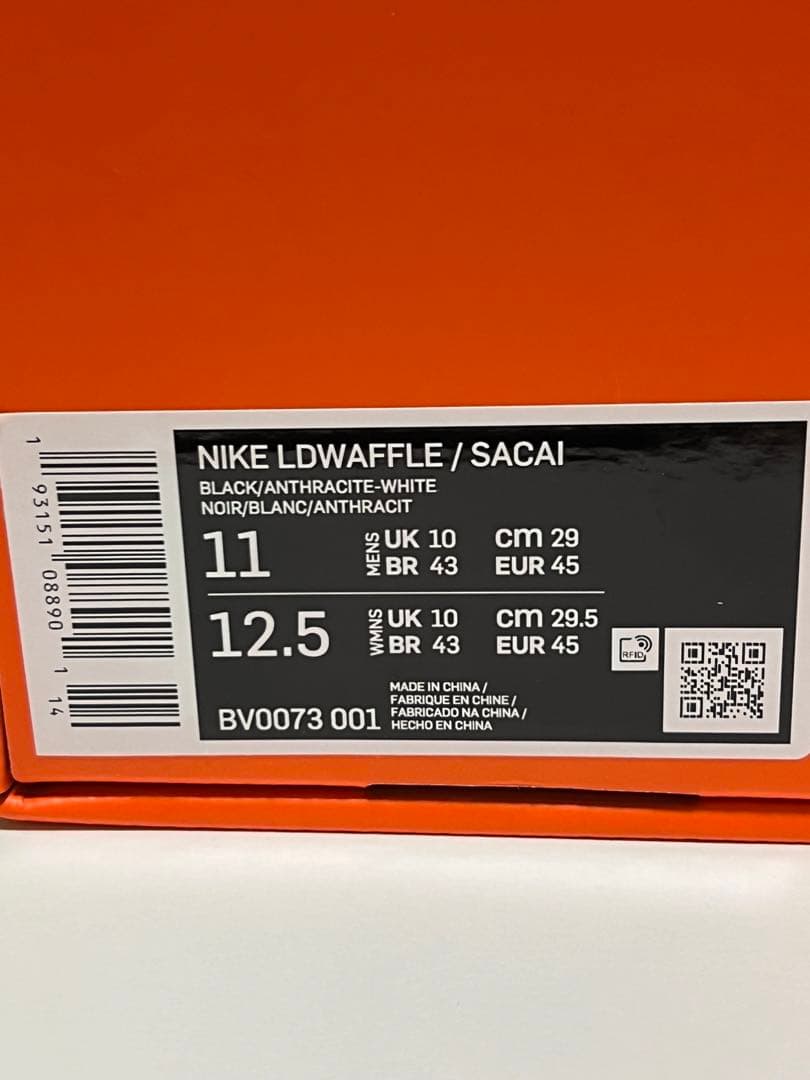 1 93151 08890 1 14
NIKE LDWAFFLE / SACAI
BLACK/ANTHRACITE-WHITE
NOIR/BLANC/ANTHRACIT
11 MENS UK 10 cm 29
BR 43 EUR 45
12.5 WMNS UK 10 cm 29.5
BR 43 EUR 45
RFID
BV0073 001
MADE IN CHINA /
FABRIQUE EN CHINE /
FABRICADO NA CHINA /
HECHO EN CHINA